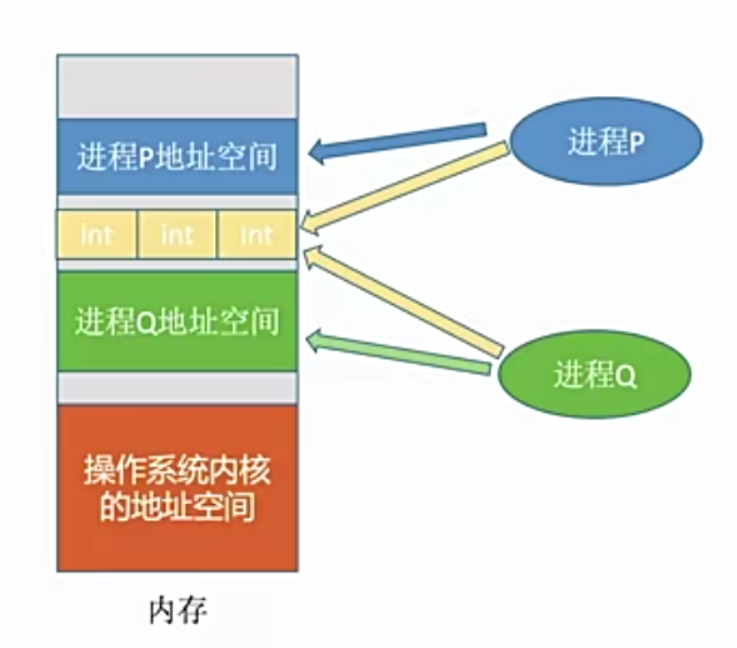 进程P地址空间
进程P
int int int
进程Q地址空间
进程Q
操作系统内核
的地址空间
内存